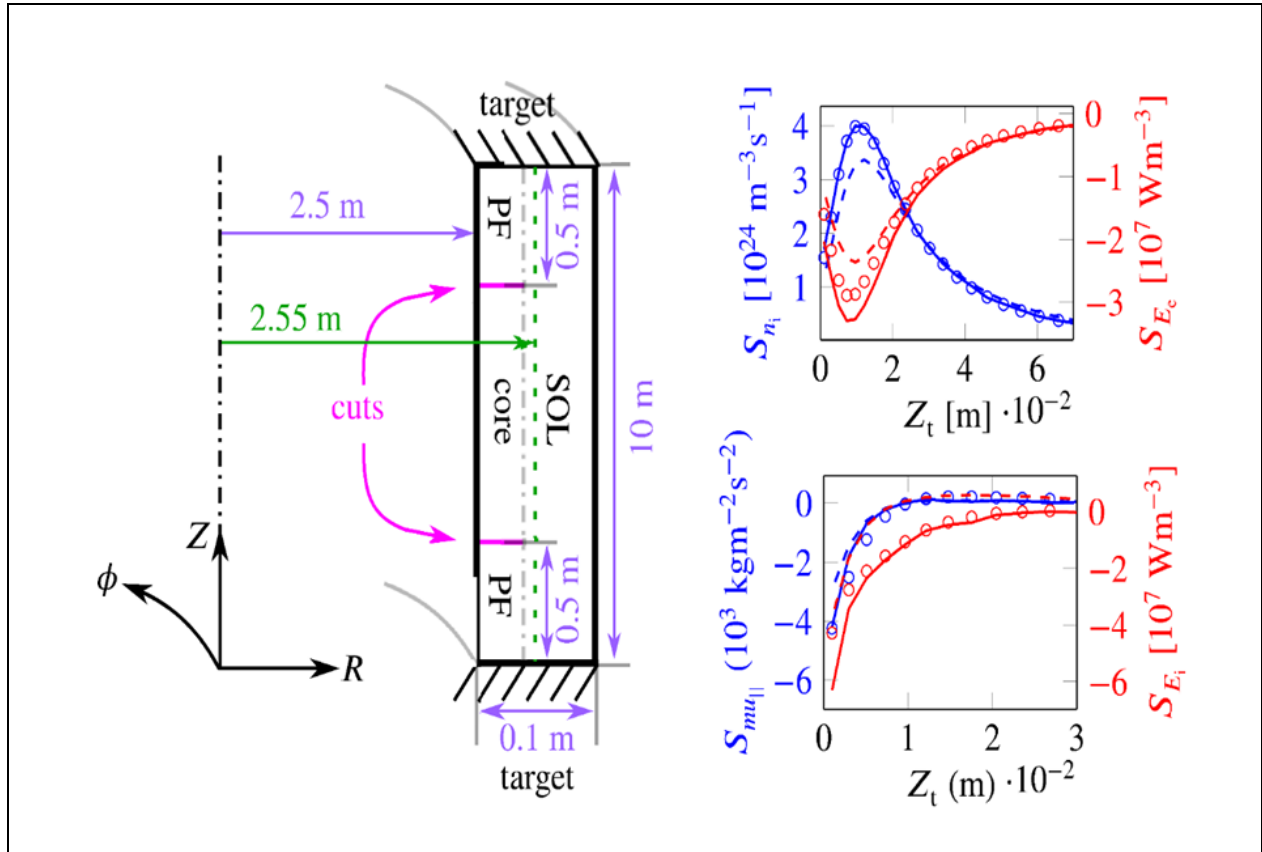 target
2.5 m
PF
0.5 m
2.55 m
cuts
core
SOL
10 m
Z
ϕ
PF
0.5 m
R
0.1 m
target
S_{n_i} [10^{24} m^{−3}s^{−1}]
4
3
2
1
0
−1
−2
−3
S_{E_e} [10^7 Wm^{−3}]
0 2 4 6
Z_t [m] ·10^{−2}
S_{mu_{||}} (10^3 kgm^{−2}s^{−2})
0
−2
−4
−6
0
−2
−4
−6
S_{E_i} [10^7 Wm^{−3}]
0 1 2 3
Z_t (m) ·10^{−2}